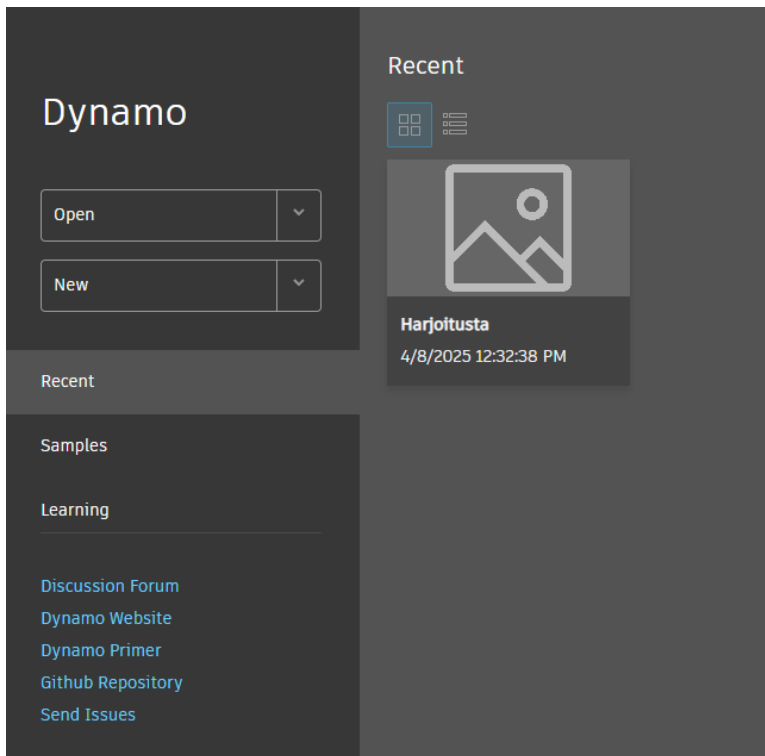 Dynamo
Open
New
Recent
Samples
Learning
Discussion Forum
Dynamo Website
Dynamo Primer
Github Repository
Send Issues
Recent
Harjoitusta
4/8/2025 12:32:38 PM